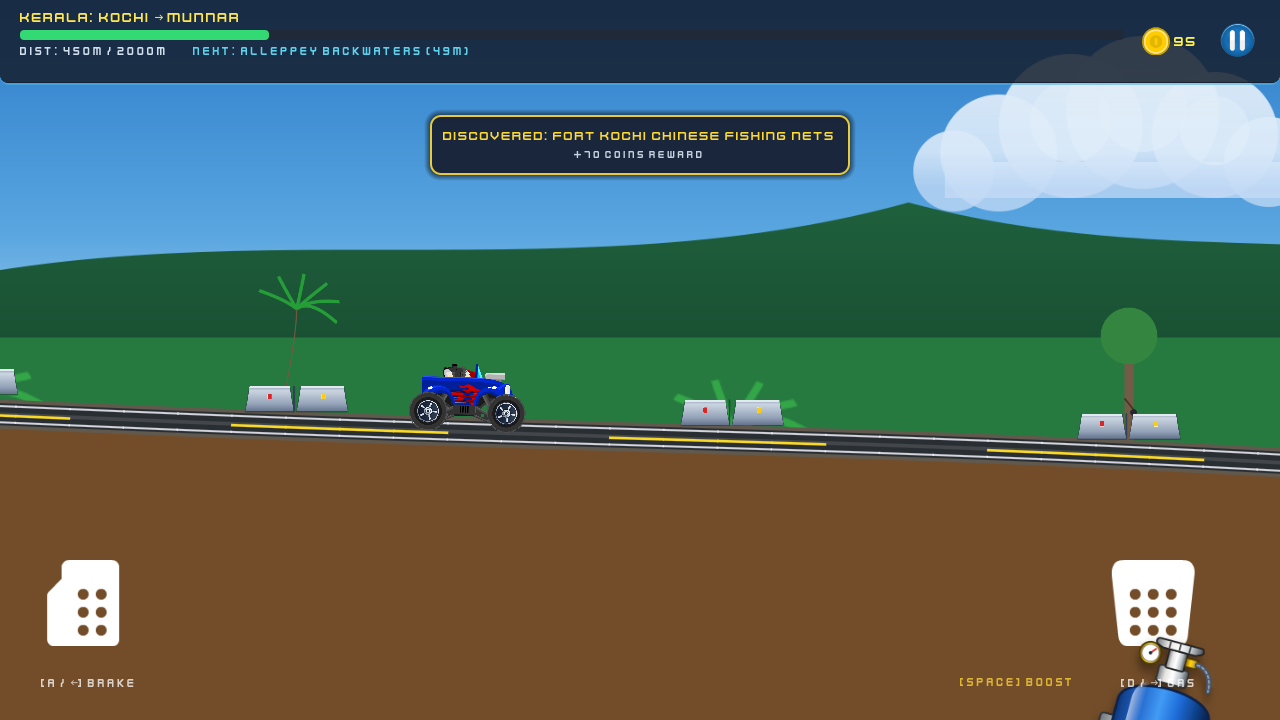 KERALA: KOCHI → MUNNAR
DIST: 450M / 2000M
NEXT: ALLEPPEY BACKWATERS (49M)
95
DISCOVERED: FORT KOCHI CHINESE FISHING NETS
+70 COINS REWARD
[A / ←] BRAKE
[SPACE] BOOST
[D / →] GAS